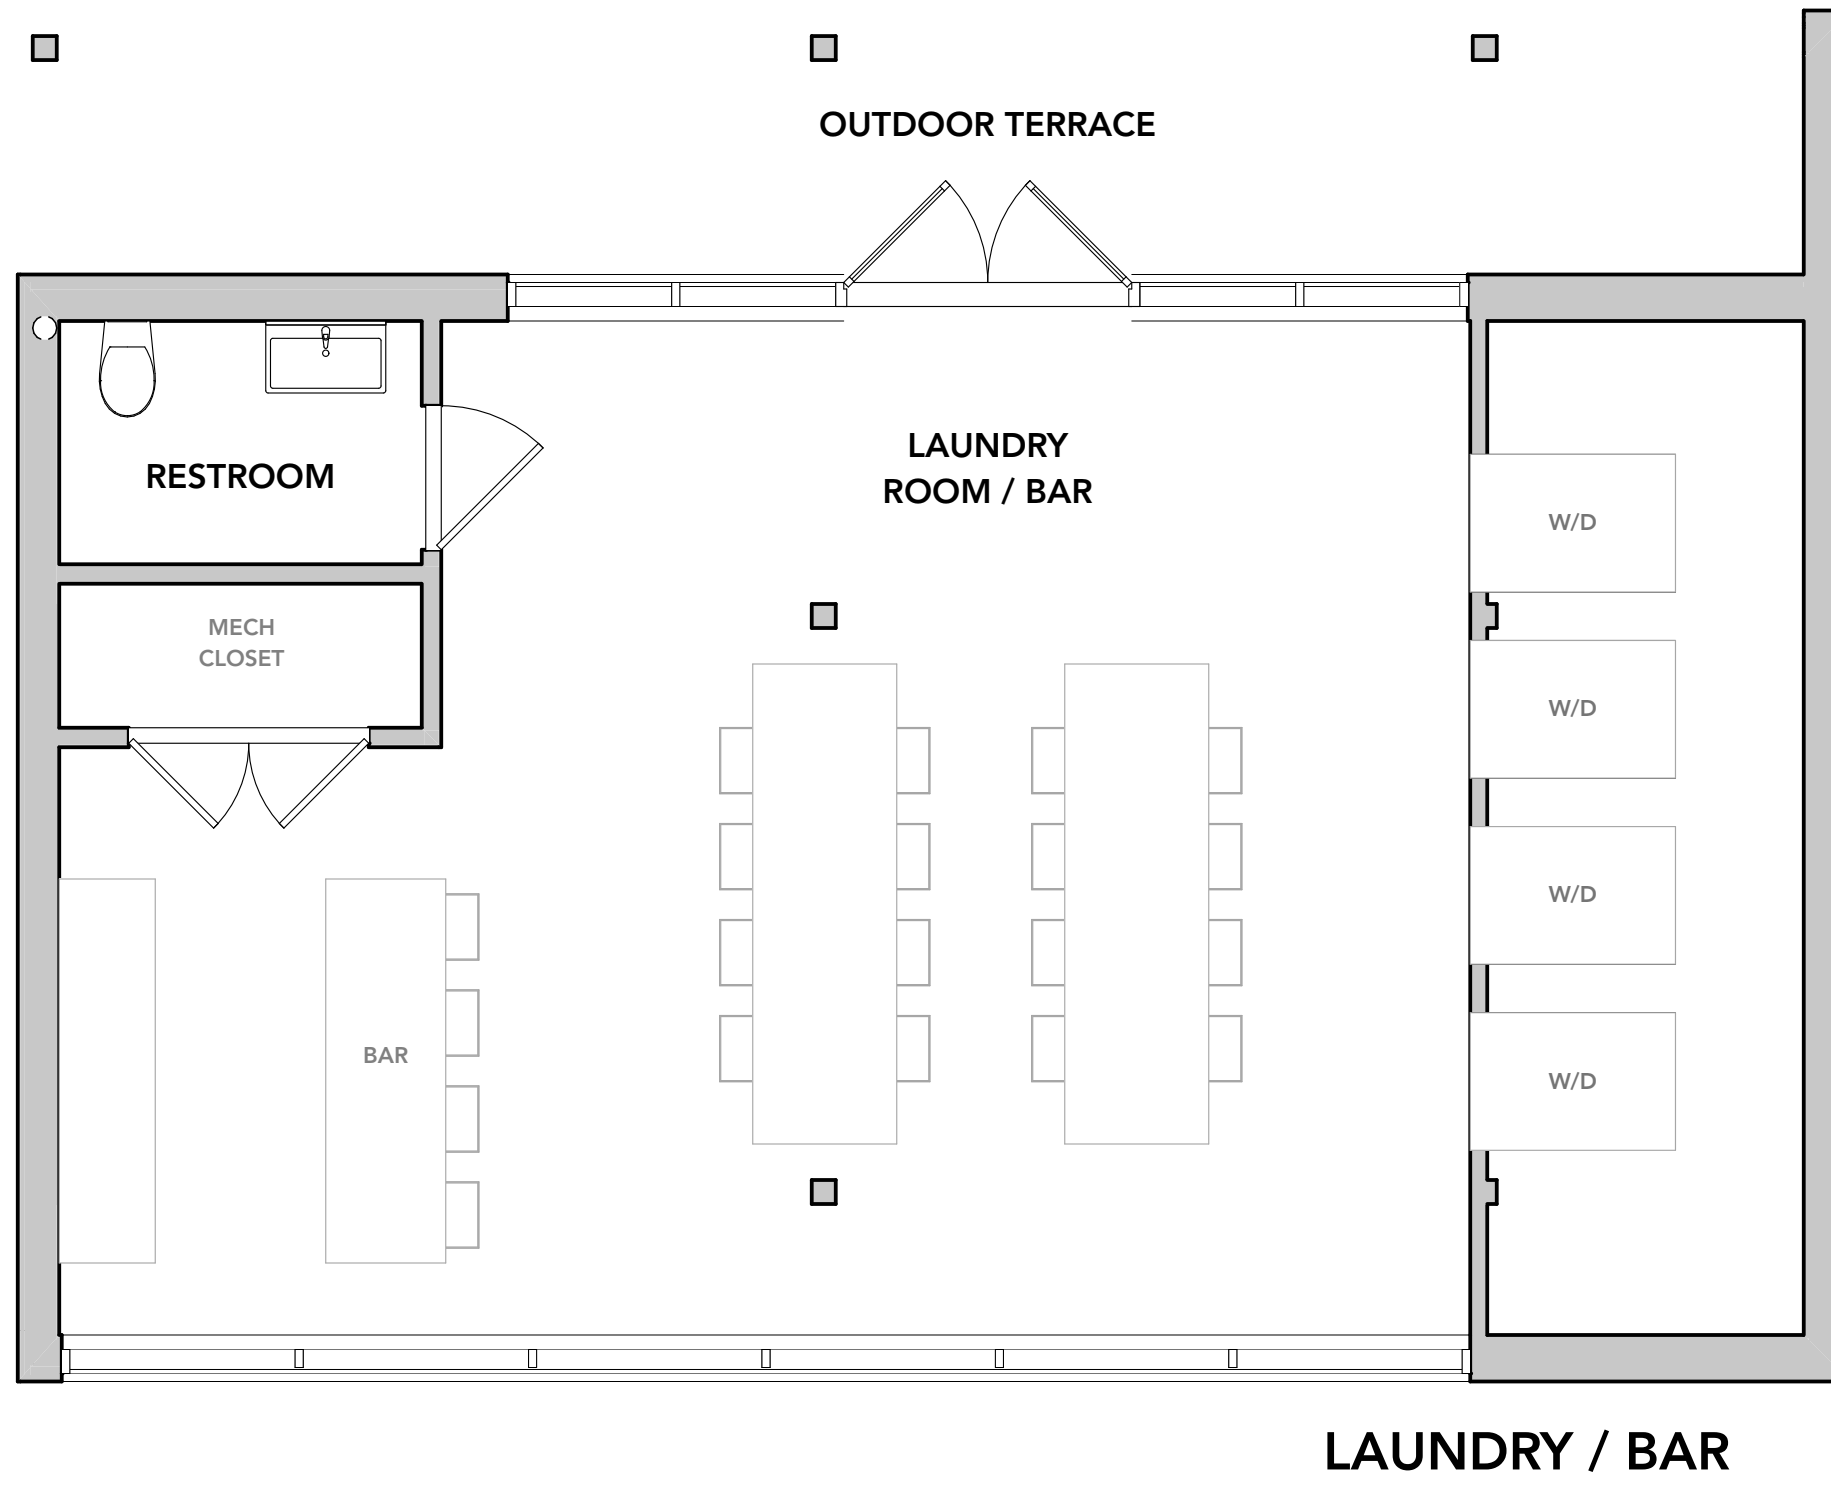 OUTDOOR TERRACE
LAUNDRY
ROOM / BAR
RESTROOM
MECH
CLOSET
BAR
W/D
W/D
W/D
W/D
LAUNDRY / BAR